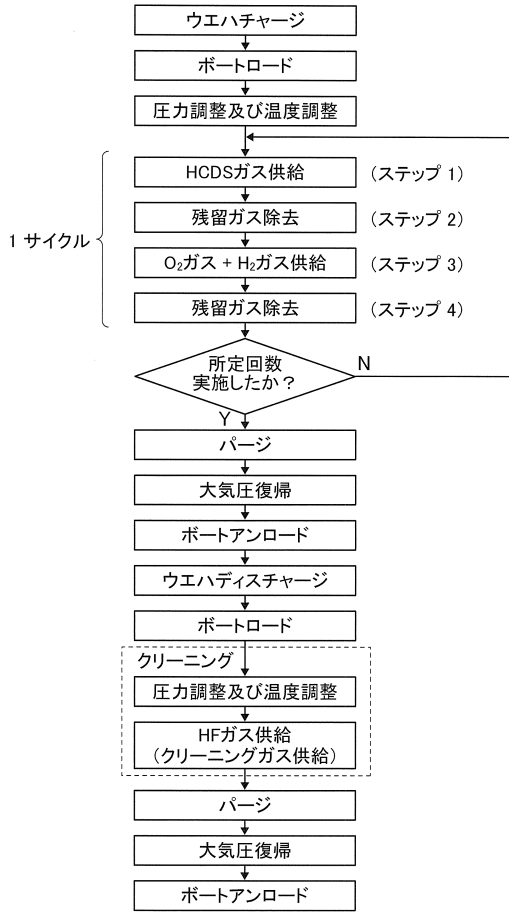 ウエハチャージ
ボートロード
圧力調整及び温度調整
1 サイクル
HCDSガス供給 (ステップ 1)
残留ガス除去 (ステップ 2)
O₂ガス + H₂ガス供給 (ステップ 3)
残留ガス除去 (ステップ 4)
所定回数
実施したか?
N
Y
パージ
大気圧復帰
ボートアンロード
ウエハディスチャージ
ボートロード
クリーニング
圧力調整及び温度調整
HFガス供給
(クリーニングガス供給)
パージ
大気圧復帰
ボートアンロード